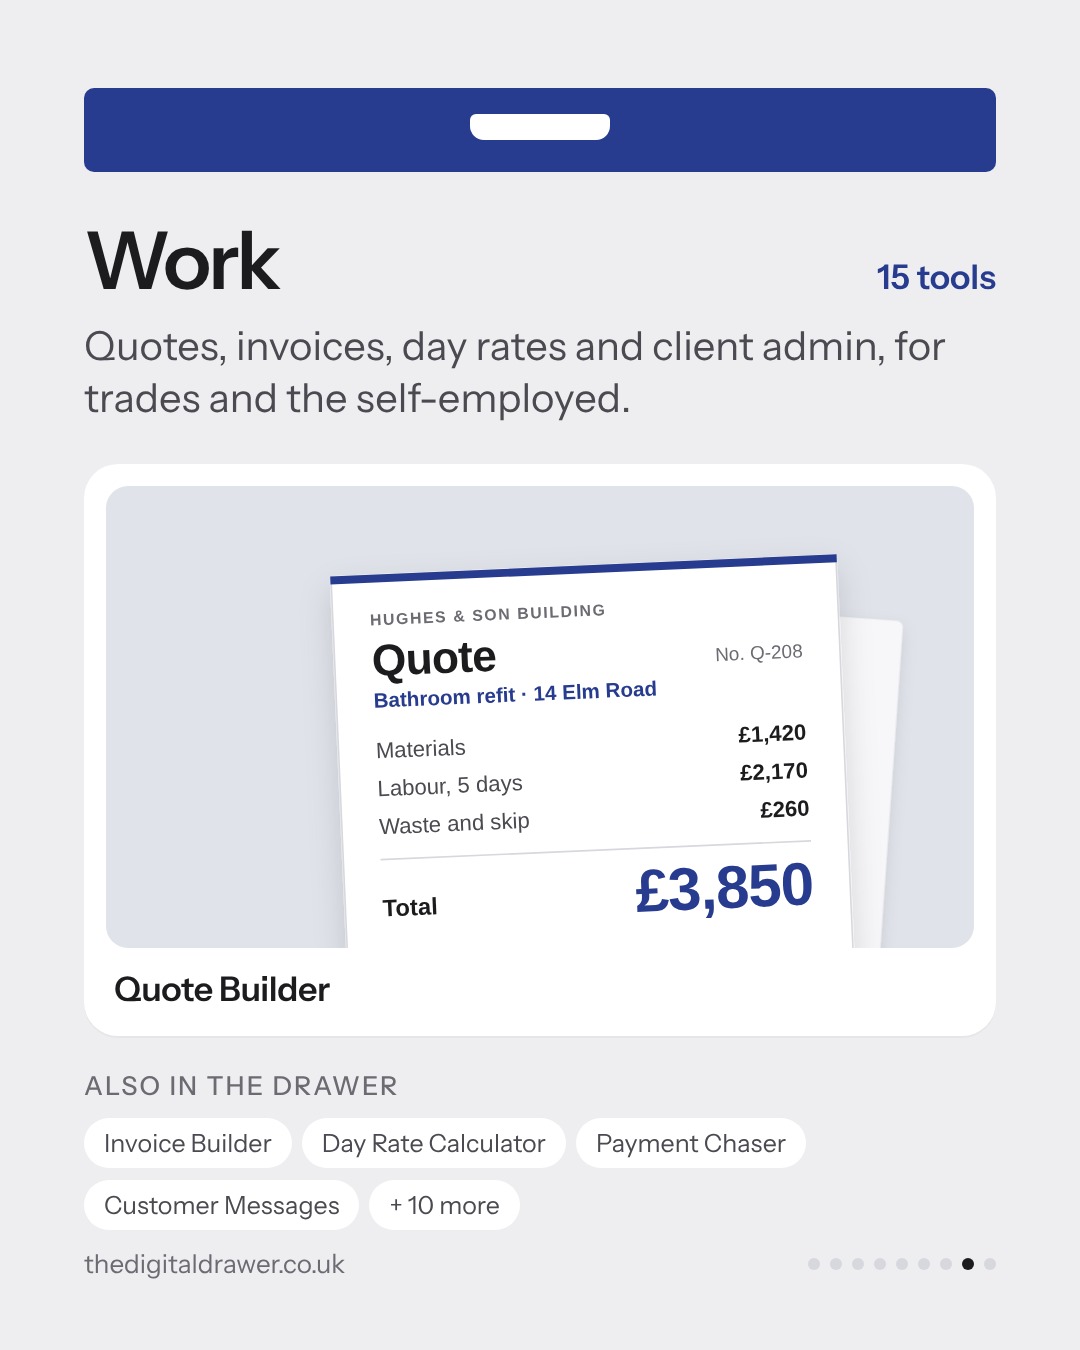 Work
15 tools
Quotes, invoices, day rates and client admin, for
trades and the self-employed.
HUGHES & SON BUILDING
Quote
No. Q-208
Bathroom refit · 14 Elm Road
Materials £1,420
Labour, 5 days £2,170
Waste and skip £260
Total £3,850
Quote Builder
ALSO IN THE DRAWER
Invoice Builder Day Rate Calculator Payment Chaser
Customer Messages + 10 more
thedigitaldrawer.co.uk